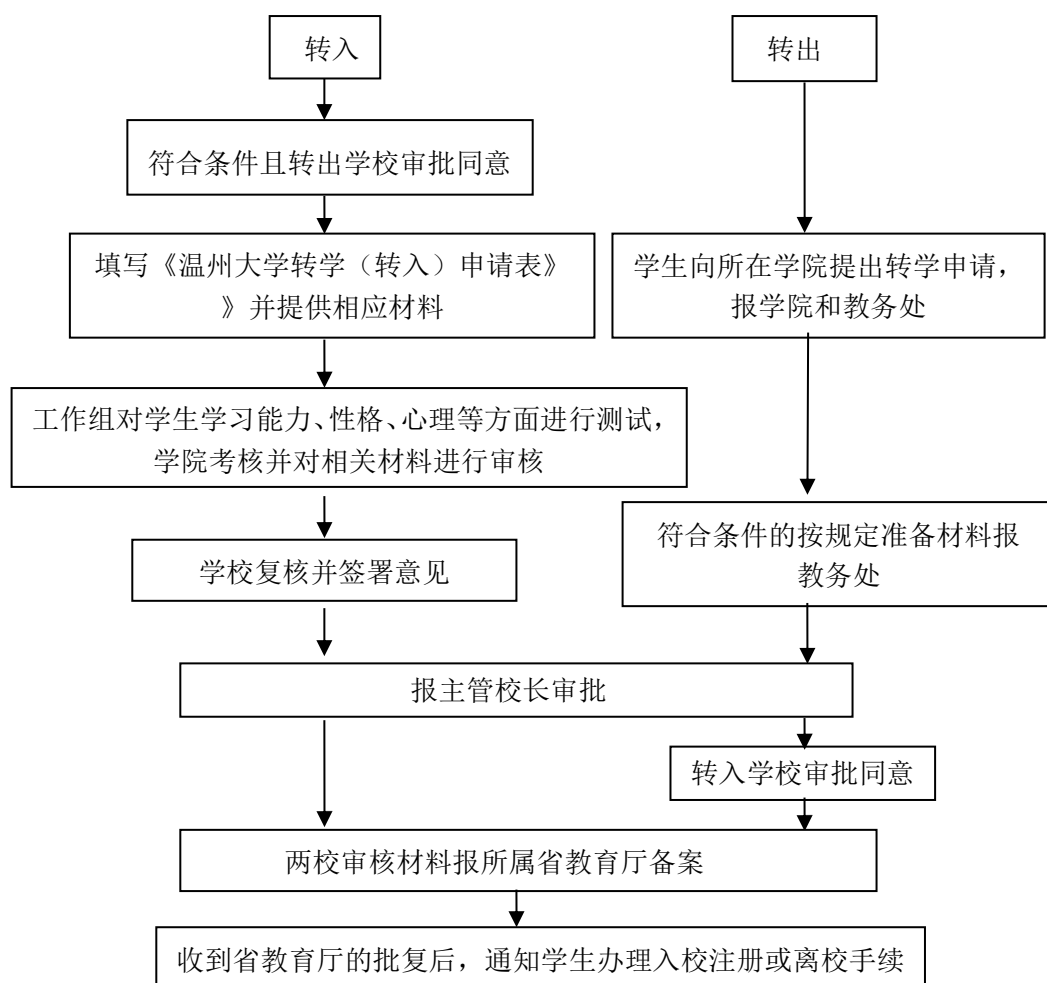 转入
转出
符合条件且转出学校审批同意
填写《温州大学转学（转入）申请表》
》并提供相应材料
学生向所在学院提出转学申请，
报学院和教务处
工作组对学生学习能力、性格、心理等方面进行测试，
学院考核并对相关材料进行审核
符合条件的按规定准备材料报
教务处
学校复核并签署意见
报主管校长审批
转入学校审批同意
两校审核材料报所属省教育厅备案
收到省教育厅的批复后，通知学生办理入校注册或离校手续